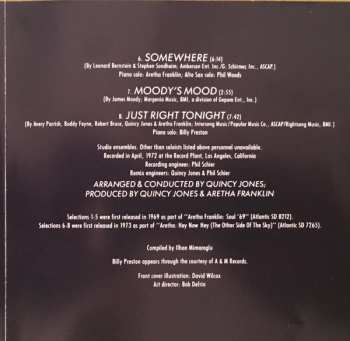 6. SOMEWHERE (6:14)
(By Leonard Bernstein & Stephen Sondheim; Amberson Ent. Inc./G. Schirmer, Inc., ASCAP.)
Piano solo: Aretha Franklin; Alto Sax solo: Phil Woods
7. MOODY'S MOOD (2:55)
(By James Moody; Margenia Music, BMI, a division of Gepem Ent., Inc.)
8. JUST RIGHT TONIGHT (7:42)
(By Avery Parrish, Buddy Feyne, Robert Bruce, Quincy Jones & Aretha Franklin; Intersong Music/Popular Music Co., ASCAP/Rightsong Music, BMI.)
Piano solo: Billy Preston
Studio ensembles. Other than soloists listed above personnel unavailable.
Recorded in April, 1972 at the Record Plant, Los Angeles, California
Recording engineer: Phil Schier
Remix engineers: Quincy Jones & Phil Schier
ARRANGED & CONDUCTED BY QUINCY JONES;
PRODUCED BY QUINCY JONES & ARETHA FRANKLIN
Selections 1-5 were first released in 1969 as part of "Aretha Franklin: Soul '69" (Atlantic SD 8212).
Selections 6-8 were first released in 1973 as part of "Aretha: Hey Now Hey (The Other Side Of The Sky)" (Atlantic SD 7265).
Compiled by Ilhan Mimaroglu
Billy Preston appears through the courtesy of A & M Records.
Front cover illustration: David Wilcox
Art director: Bob Defrin